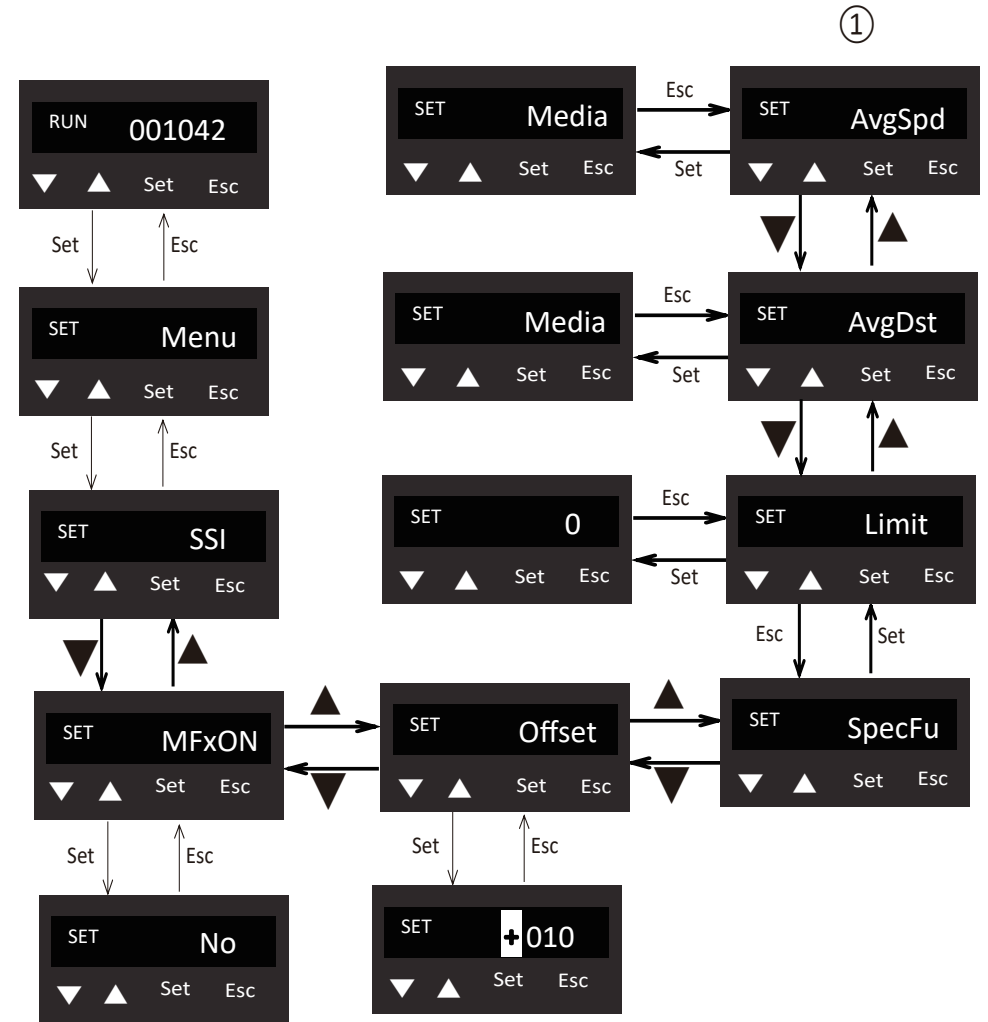 ①
RUN 001042
▼ ▲ Set Esc
Set Esc
SET Menu
▼ ▲ Set Esc
Set Esc
SET SSI
▼ ▲ Set Esc
▼ ▲
SET MFxON
▼ ▲ Set Esc
Set Esc
SET No
▼ ▲ Set Esc
▲
▼
SET Offset
▼ ▲ Set Esc
Set Esc
SET +010
▼ ▲ Set Esc
▲
▼
SET SpecFu
▼ ▲ Set Esc
Esc Set
SET Limit
▼ ▲ Set Esc
Esc
Set
SET 0
▼ ▲ Set Esc
▼ ▲
SET AvgDst
▼ ▲ Set Esc
Esc
Set
SET Media
▼ ▲ Set Esc
▼ ▲
SET AvgSpd
▼ ▲ Set Esc
Esc
Set
SET Media
▼ ▲ Set Esc